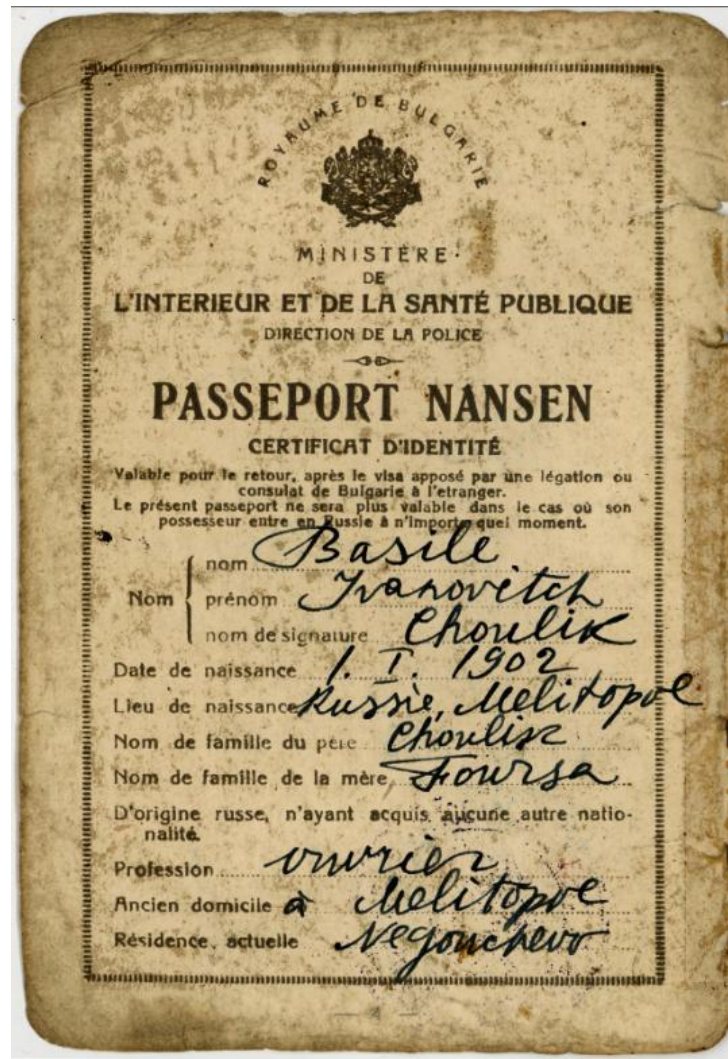 ROYAUME DE BULGARIE
MINISTÈRE
DE
L'INTERIEUR ET DE LA SANTÉ PUBLIQUE
DIRECTION DE LA POLICE
PASSEPORT NANSEN
CERTIFICAT D'IDENTITÉ
Valable pour le retour, après le visa apposé par une légation ou
consulat de Bulgarie à l'etranger.
Le présent passeport ne sera plus valable dans le cas où son
possesseur entre en Russie à n'importe quel moment.
nom Basile
Nom prénom Ivanovitch
nom de signature Choulik
Date de naissance 1. I. 1902
Lieu de naissance Russie, Melitopol
Nom de famille du père Choulik
Nom de famille de la mère Foursa
D'origine russe, n'ayant acquis aucune autre natio-
nalité.
Profession ouvrier
Ancien domicile à Melitopol
Résidence actuelle Negouchevo